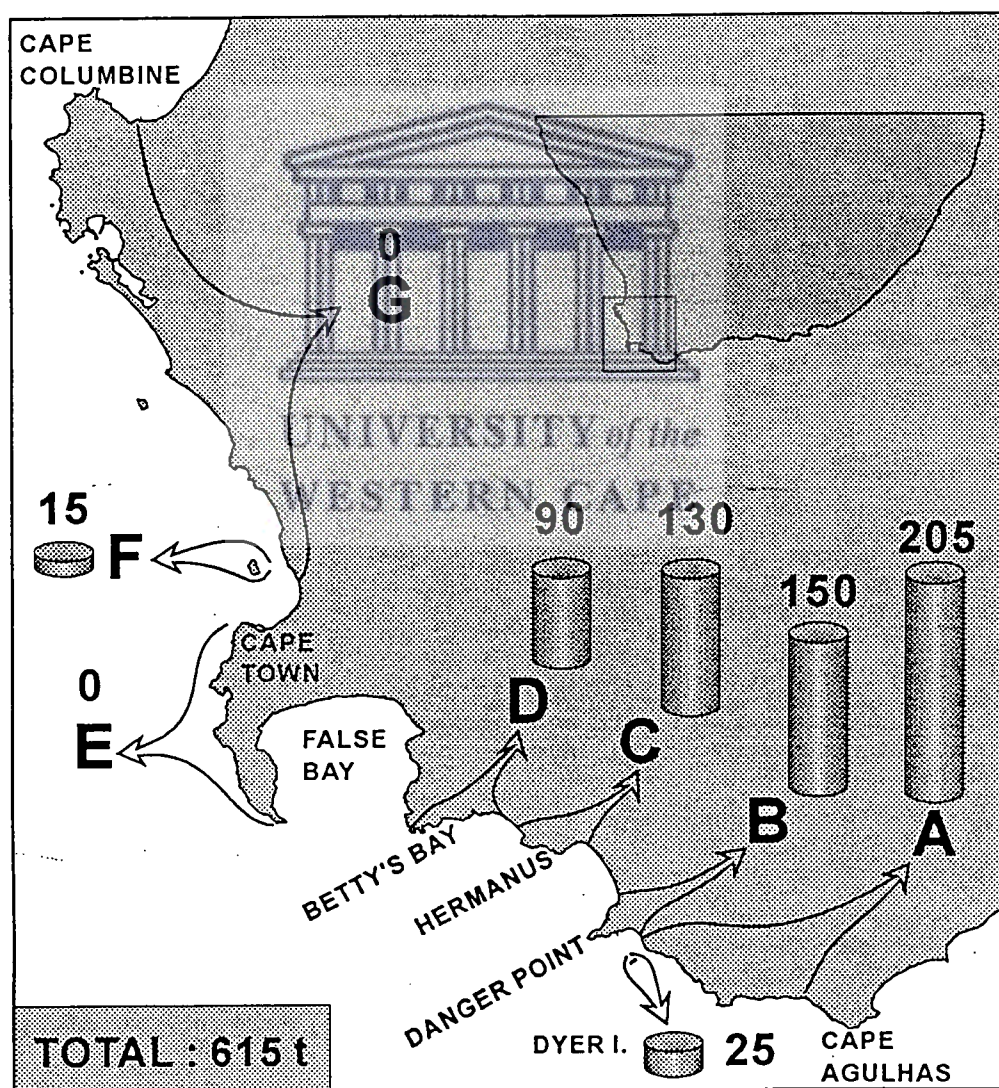 CAPE
COLUMBINE
0
G
UNIVERSITY of the
WESTERN CAPE
15
F
90
130
150
205
CAPE
TOWN
0
E
D
C
FALSE
BAY
B
A
BETTY'S BAY
HERMANUS
DANGER POINT
DYER I.
25
CAPE
AGULHAS
TOTAL : 615 t